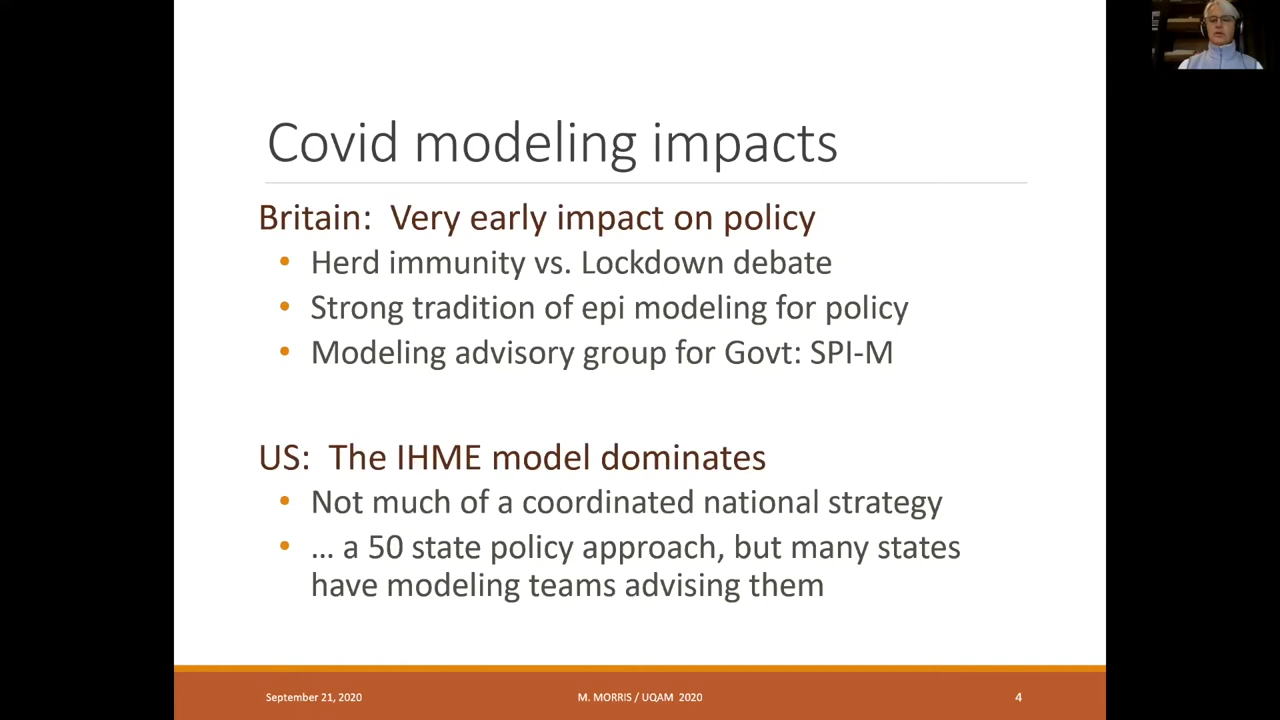 Covid modeling impacts
Britain: Very early impact on policy
• Herd immunity vs. Lockdown debate
• Strong tradition of epi modeling for policy
• Modeling advisory group for Govt: SPI-M
US: The IHME model dominates
• Not much of a coordinated national strategy
• … a 50 state policy approach, but many states
have modeling teams advising them
September 21, 2020
M. MORRIS / UQAM 2020
4